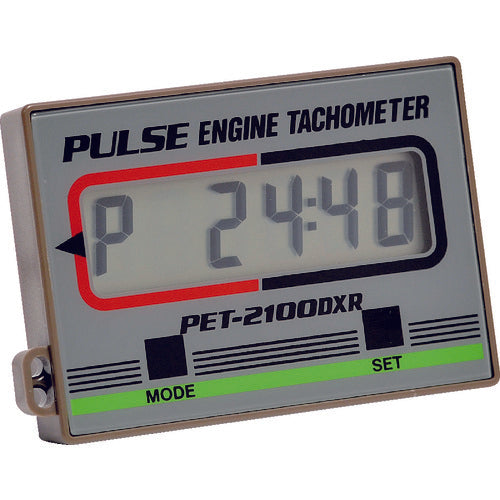 PULSE ENGINE TACHOMETER
P 24:48
PET-2100DXR
MODE SET